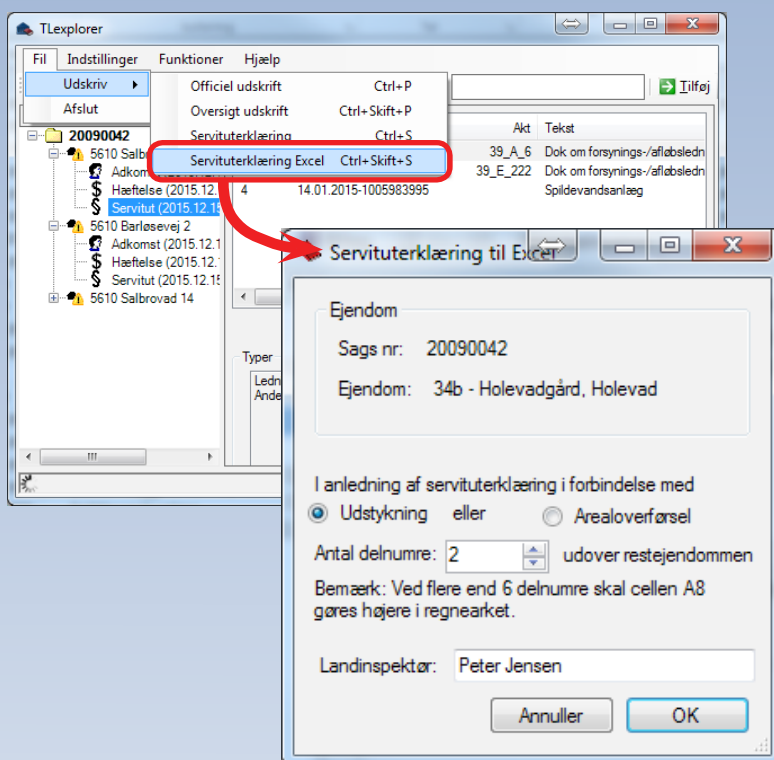 TLexplorer
Fil Indstillinger Funktioner Hjælp
Udskriv
Afslut
Officiel udskrift Ctrl+P
Oversigt udskrift Ctrl+Skift+P
Servituterklæring Ctrl+S
Servituterklæring Excel Ctrl+Skift+S
Tilføj
20090042
5610 Salb
Adkom
Hæftelse (2015.12.
Servitut (2015.12.15
5610 Barløsevej 2
Adkomst (2015.12.1
Hæftelse (2015.12.
Servitut (2015.12.15
5610 Salbrovad 14
Akt Tekst
39_A_6 Dok om forsynings-/afløbsledn
39_E_222 Dok om forsynings-/afløbsledn
4 14.01.2015-1005983995 Spildevandsanlæg
Typer
Ledn
Ande
Servituterklæring til Excel
Ejendom
Sags nr: 20090042
Ejendom: 34b - Holevadgård, Holevad
I anledning af servituterklæring i forbindelse med
Udstykning eller Arealoverførsel
Antal delnumre: 2 udover restejendommen
Bemærk: Ved flere end 6 delnumre skal cellen A8
gøres højere i regnearket.
Landinspektør: Peter Jensen
Annuller OK